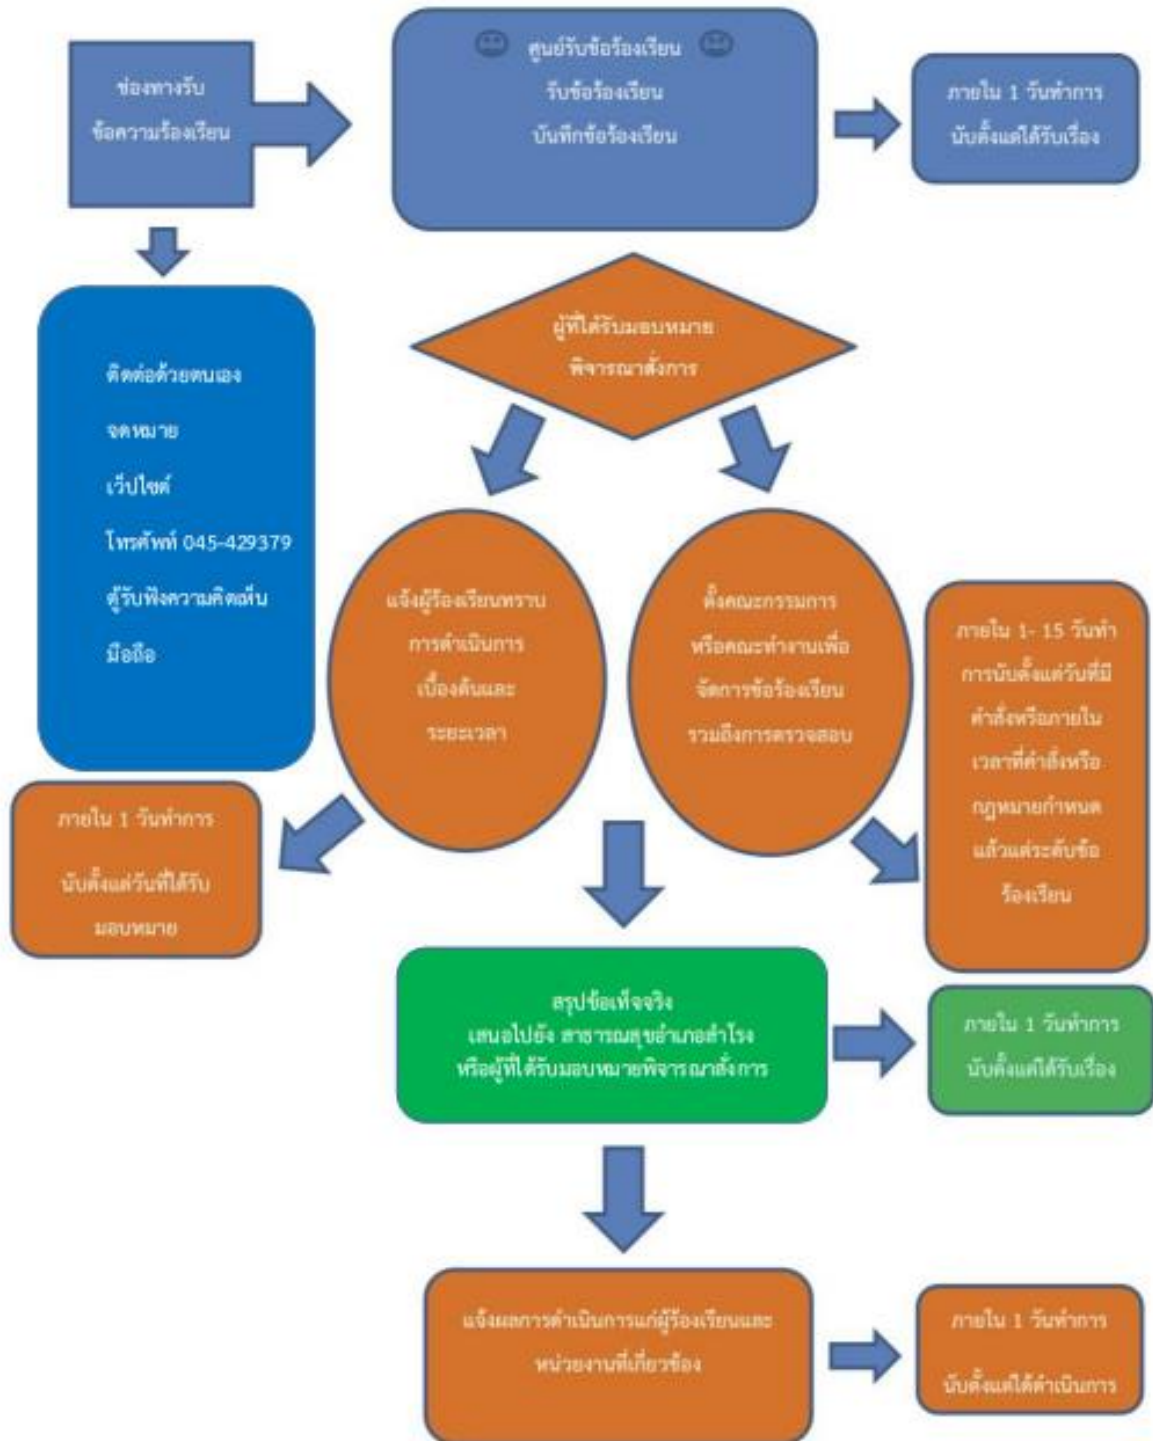 ช่องทางรับ
ข้อความร้องเรียน
ศูนย์รับข้อร้องเรียน
รับข้อร้องเรียน
บันทึกข้อร้องเรียน
ภายใน 1 วันทำการ
นับตั้งแต่ได้รับเรื่อง
ติดต่อด้วยตนเอง
จดหมาย
เว็ปไซต์
โทรศัพท์ 045-429379
ตู้รับฟังความคิดเห็น
มือถือ
ผู้ที่ได้รับมอบหมาย
พิจารณาสั่งการ
แจ้งผู้ร้องเรียนทราบ
การดำเนินการ
เบื้องต้นและ
ระยะเวลา
ตั้งคณะกรรมการ
หรือคณะทำงานเพื่อ
จัดการข้อร้องเรียน
รวมถึงการตรวจสอบ
ภายใน 1- 15 วันทำ
การนับตั้งแต่วันที่มี
คำสั่งหรือภายใน
เวลาที่คำสั่งหรือ
กฎหมายกำหนด
แล้วแต่ระดับข้อ
ร้องเรียน
ภายใน 1 วันทำการ
นับตั้งแต่วันที่ได้รับ
มอบหมาย
สรุปข้อเท็จจริง
เสนอไปยัง สาธารณสุขอำเภอสำโรง
หรือผู้ที่ได้รับมอบหมายพิจารณาสั่งการ
ภายใน 1 วันทำการ
นับตั้งแต่ได้รับเรื่อง
แจ้งผลการดำเนินการแก่ผู้ร้องเรียนและ
หน่วยงานที่เกี่ยวข้อง
ภายใน 1 วันทำการ
นับตั้งแต่ได้ดำเนินการ